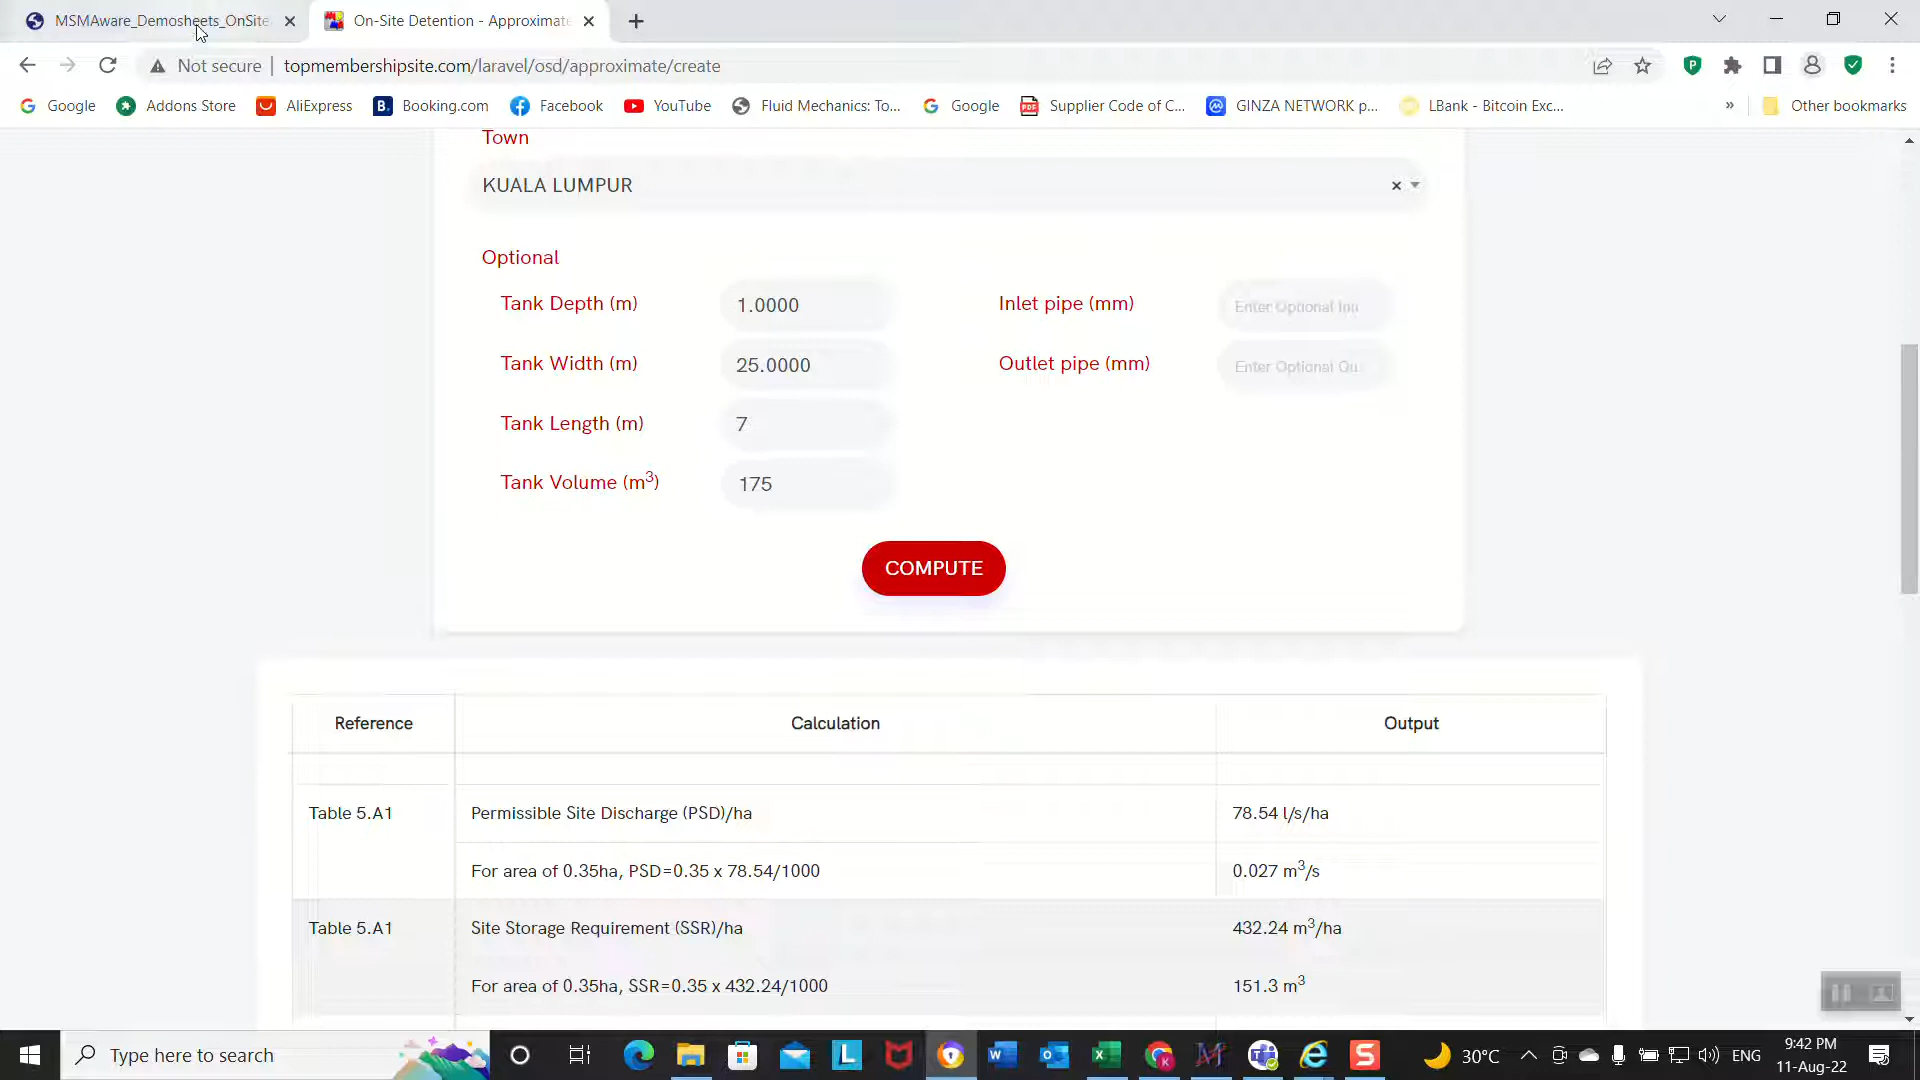 MSMAware_Demosheets_OnSite
On-Site Detention - Approximate
Not secure
topmembershipsite.com/laravel/osd/approximate/create
Google
Addons Store
AliExpress
Booking.com
Facebook
YouTube
Fluid Mechanics: To...
Google
Supplier Code of C...
GINZA NETWORK p...
LBank - Bitcoin Exc...
»
Other bookmarks
Town
KUALA LUMPUR
Optional
Tank Depth (m) 1.0000 Inlet pipe (mm) Enter Optional
Tank Width (m) 25.0000 Outlet pipe (mm) Enter Optional
Tank Length (m) 7
Tank Volume (m³) 175
COMPUTE
Reference Calculation Output
Table 5.A1 Permissible Site Discharge (PSD)/ha 78.54 l/s/ha
For area of 0.35ha, PSD=0.35 x 78.54/1000 0.027 m³/s
Table 5.A1 Site Storage Requirement (SSR)/ha 432.24 m³/ha
For area of 0.35ha, SSR=0.35 x 432.24/1000 151.3 m³
Type here to search
30°C
ENG
9:42 PM
11-Aug-22